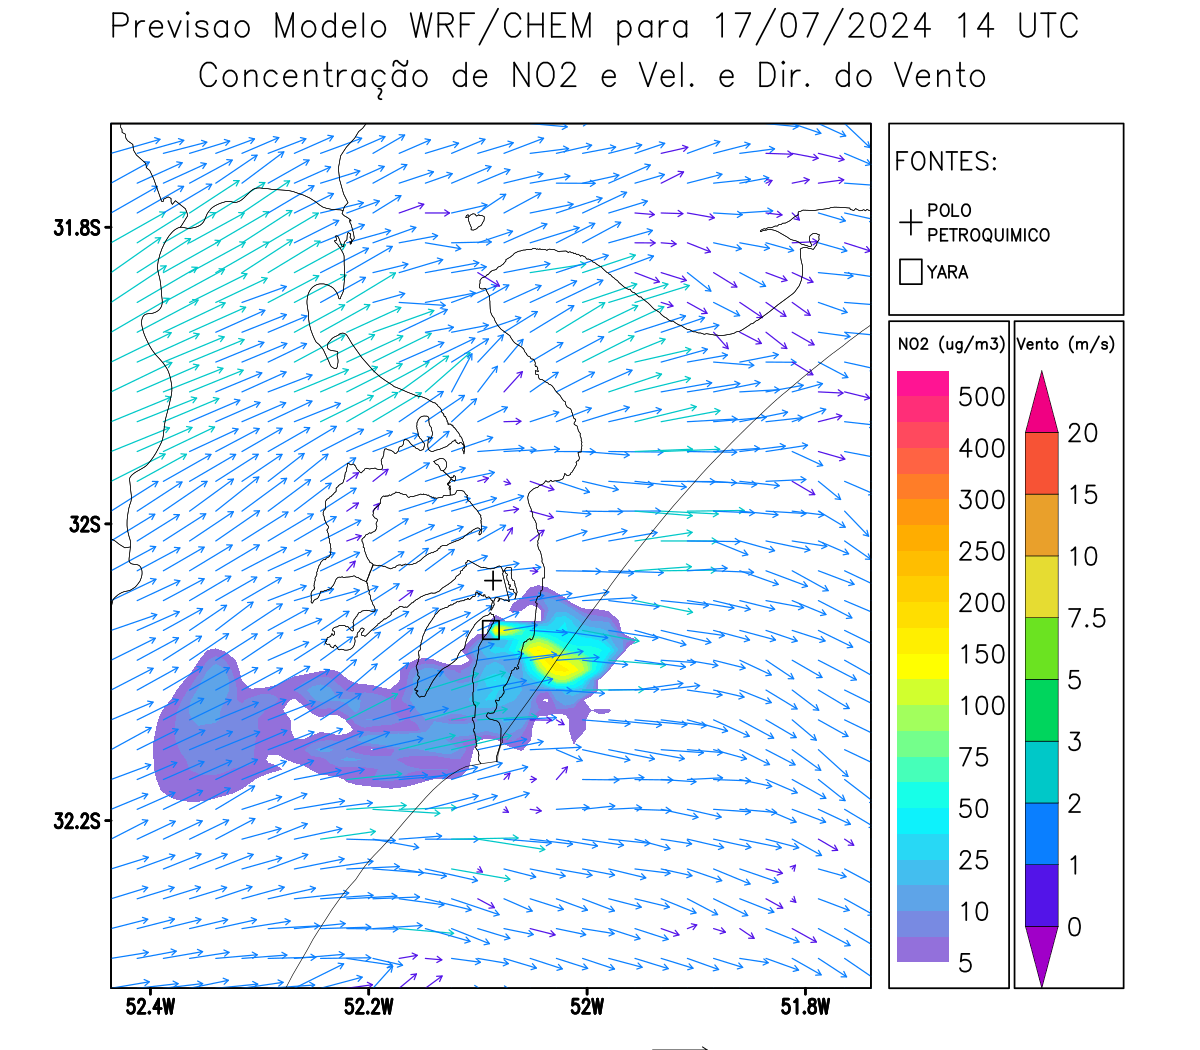 Previsao Modelo WRF/CHEM para 17/07/2024 14 UTC
Concentração de NO2 e Vel. e Dir. do Vento
FONTES:
POLO
PETROQUIMICO
YARA
NO2 (ug/m3)
500
400
300
250
200
150
100
75
50
25
10
5
Vento (m/s)
20
15
10
7.5
5
3
2
1
0
31.8S
32S
32.2S
52.4W
52.2W
52W
51.8W